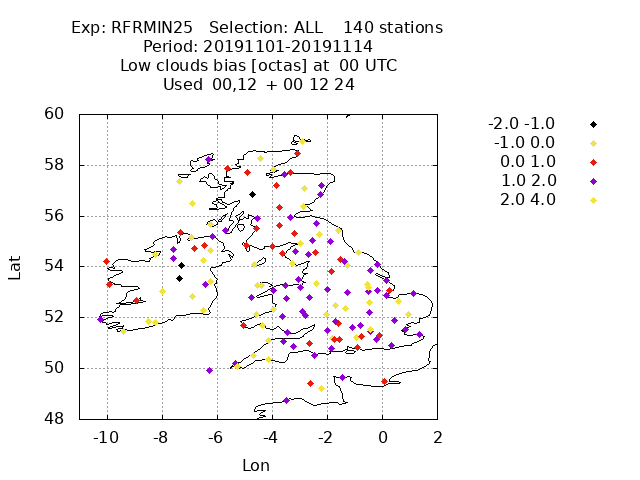 Exp: RFRMIN25 Selection: ALL 140 stations
Period: 20191101-20191114
Low clouds bias [octas] at 00 UTC
Used 00,12 + 00 12 24
60
58
56
54
52
50
48
-10 -8 -6 -4 -2 0 2
Lat
Lon
-2.0 -1.0
-1.0 0.0
0.0 1.0
1.0 2.0
2.0 4.0